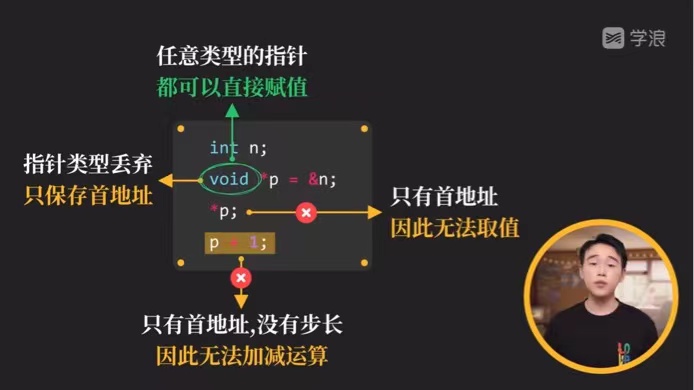 学浪
任意类型的指针
都可以直接赋值
int n;
void *p = &n;
*p;
p + 1;
指针类型丢弃
只保存首地址
只有首地址
因此无法取值
只有首地址,没有步长
因此无法加减运算